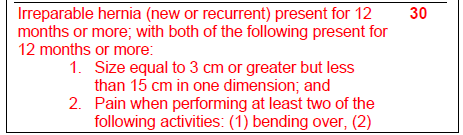 Irreparable hernia (new or recurrent) present for 12 30
months or more; with both of the following present for
12 months or more:
1. Size equal to 3 cm or greater but less
than 15 cm in one dimension; and
2. Pain when performing at least two of the
following activities: (1) bending over, (2)